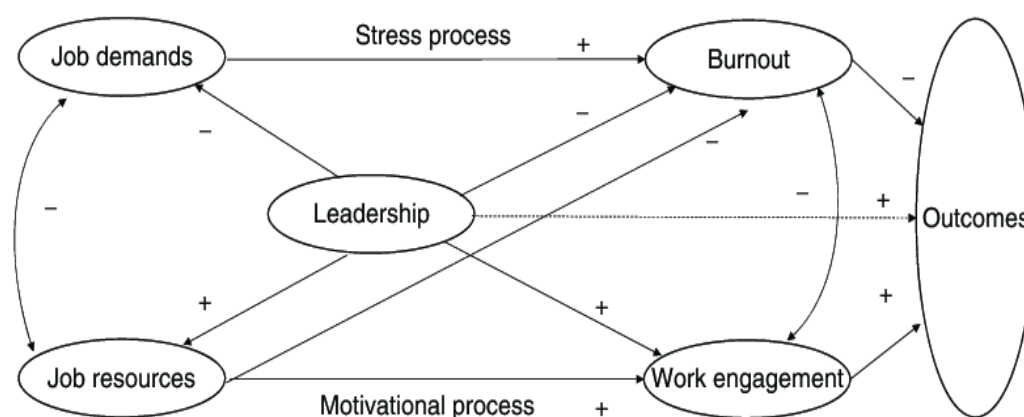 Stress process
+
Job demands
Burnout
–
–
–
–
–
–
+
Leadership
Outcomes
+
+
+
Job resources
Work engagement
Motivational process
+